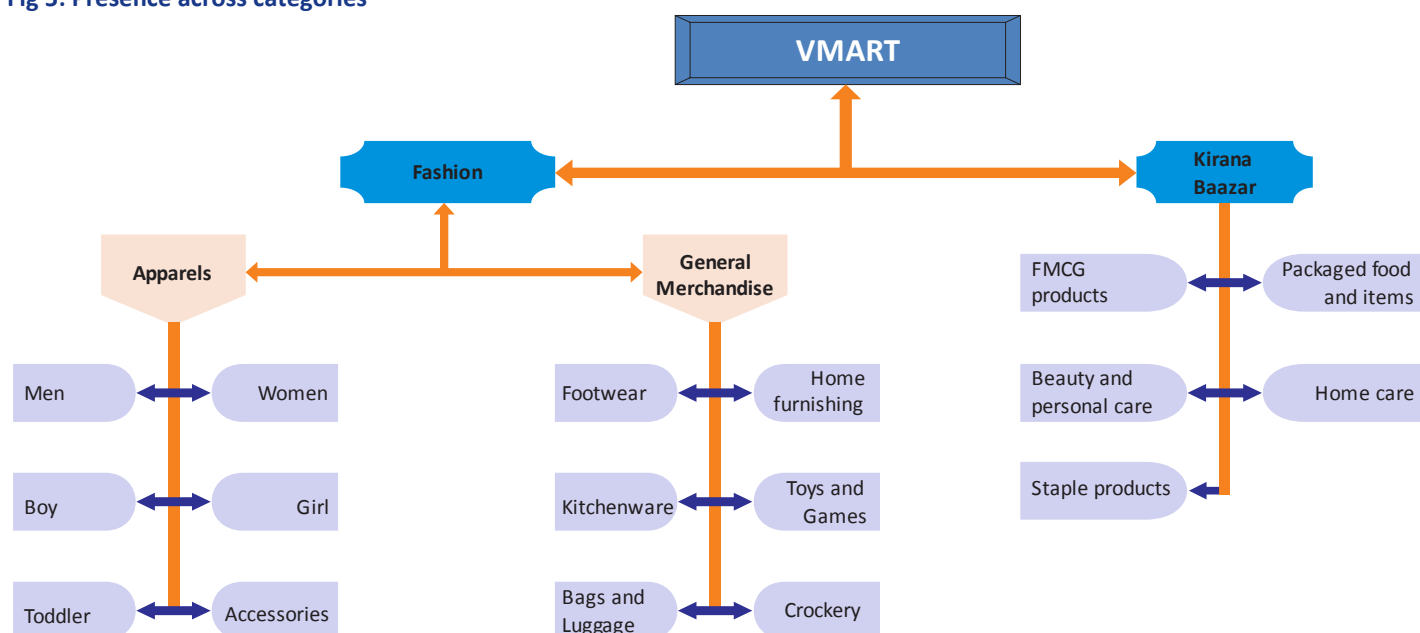 Fig 5: Presence across categories
VMART
Fashion
Kirana
Baazar
Apparels
General
Merchandise
FMCG
products
Packaged food
and items
Men
Women
Footwear
Home
furnishing
Beauty and
personal care
Home care
Boy
Girl
Kitchenware
Toys and
Games
Staple products
Toddler
Accessories
Bags and
Luggage
Crockery